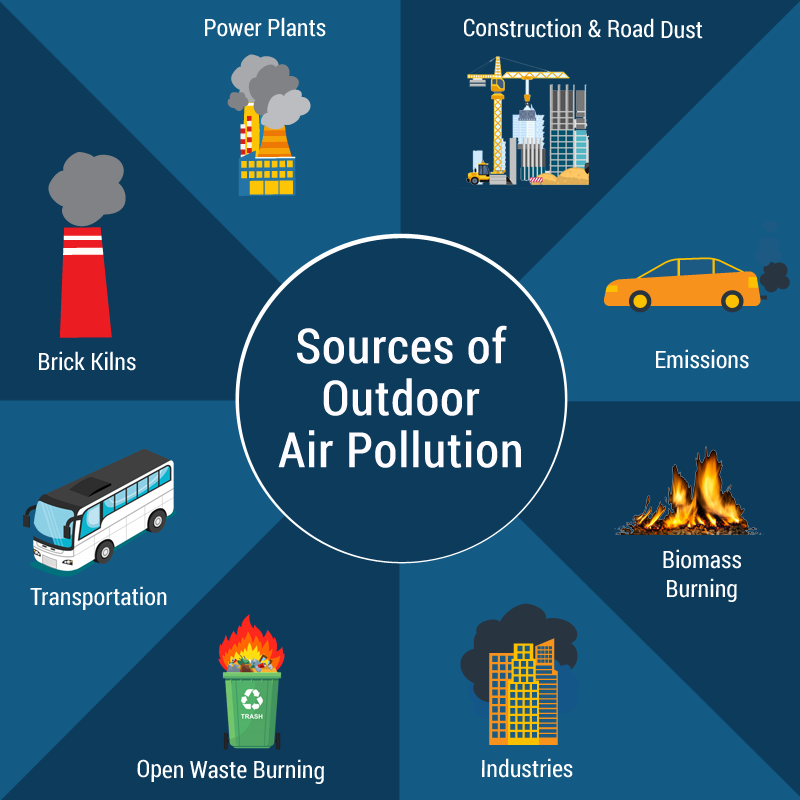 Power Plants
Construction & Road Dust
Brick Kilns
Emissions
Sources of
Outdoor
Air Pollution
Transportation
Biomass
Burning
TRASH
Open Waste Burning
Industries